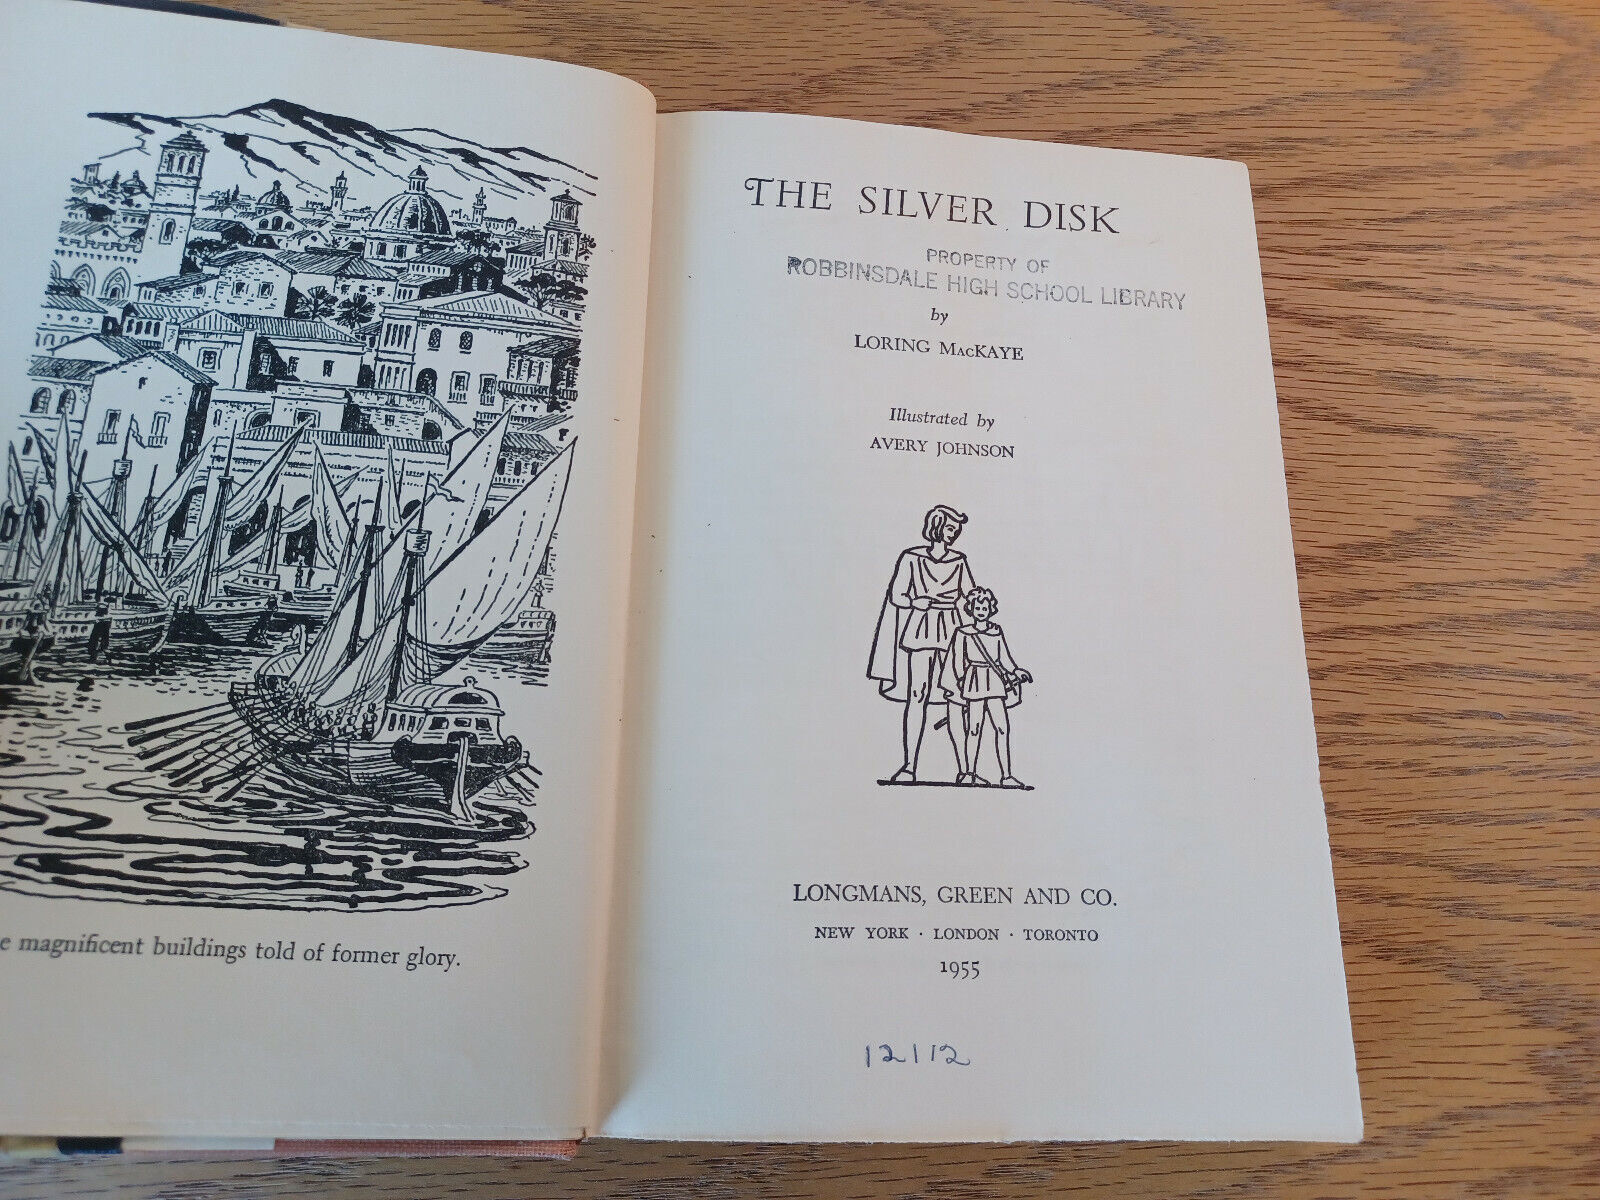 e magnificent buildings told of former glory.
THE SILVER DISK
PROPERTY OF
ROBBINSDALE HIGH SCHOOL LIBRARY
by
LORING MacKAYE
Illustrated by
AVERY JOHNSON
LONGMANS, GREEN AND CO.
NEW YORK · LONDON · TORONTO
1955
12112